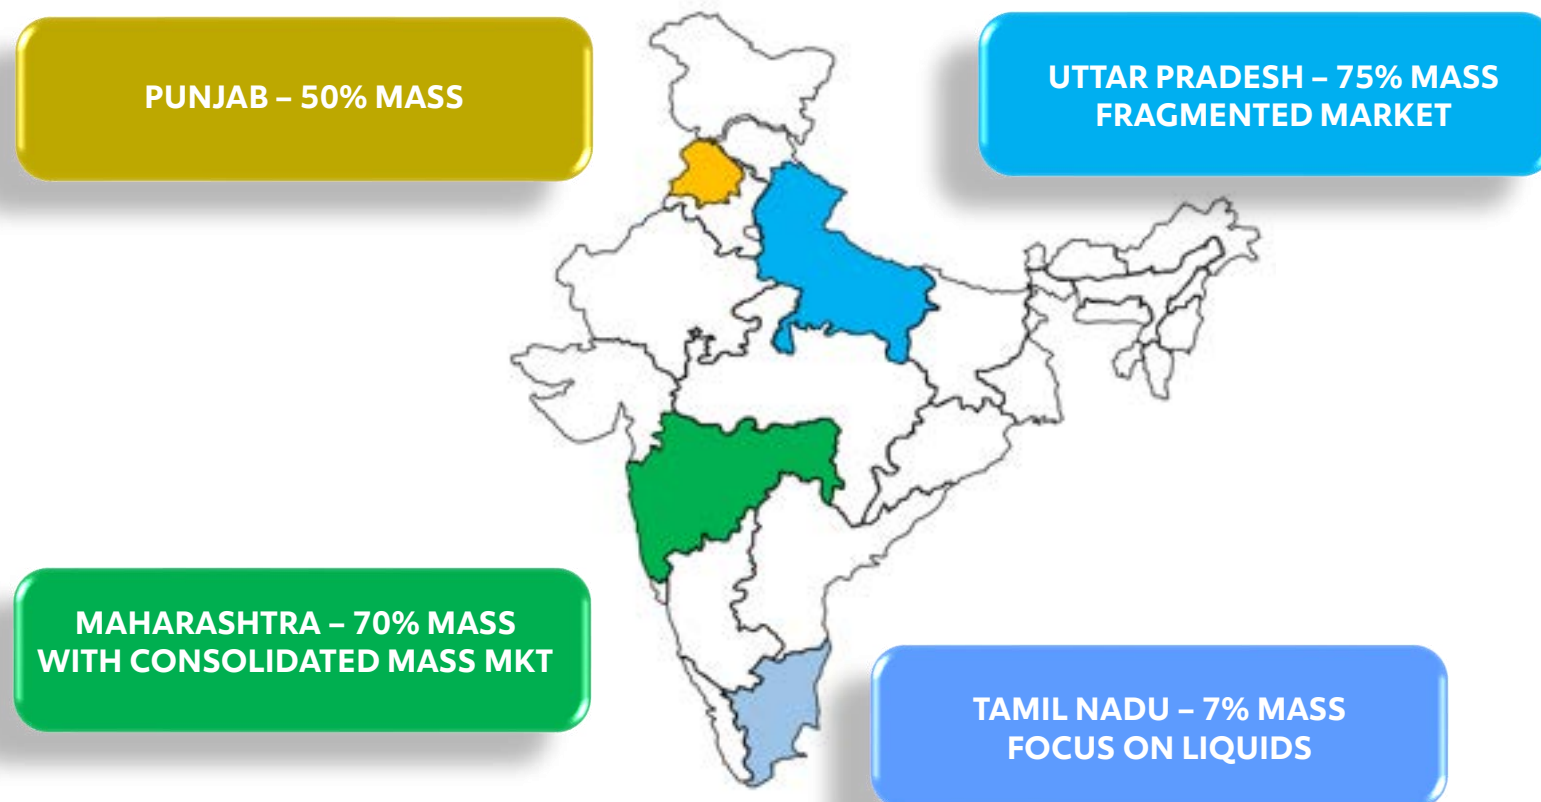 PUNJAB – 50% MASS
UTTAR PRADESH – 75% MASS
FRAGMENTED MARKET
MAHARASHTRA – 70% MASS
WITH CONSOLIDATED MASS MKT
TAMIL NADU – 7% MASS
FOCUS ON LIQUIDS